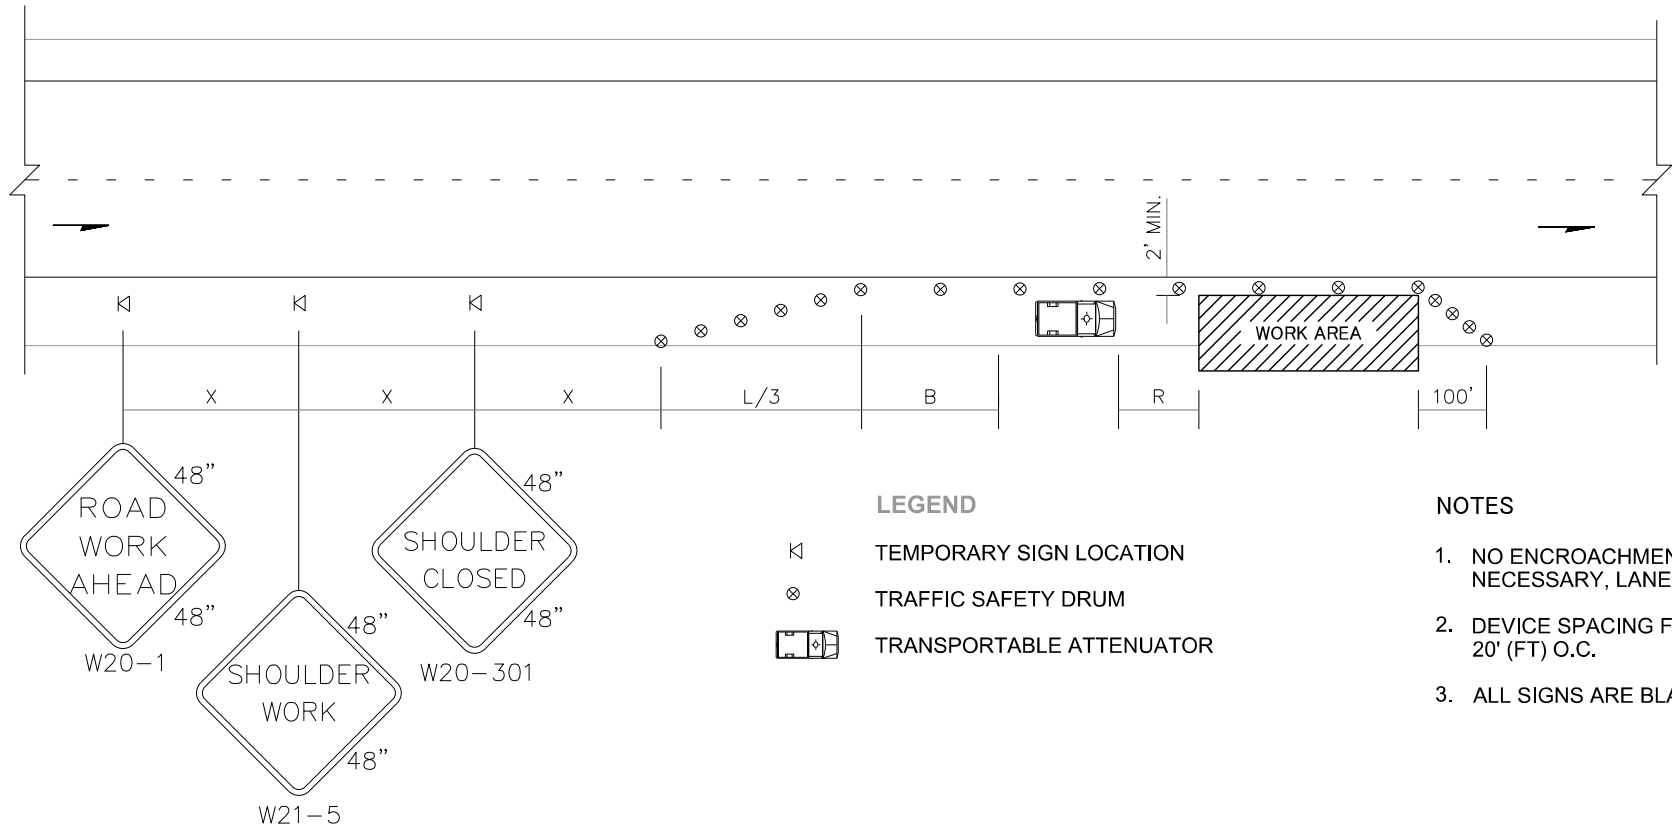 2' MIN.
WORK AREA
X
X
X
L/3
B
R
100'
48"
ROAD
WORK
AHEAD
48"
W20-1
48"
SHOULDER
WORK
48"
W21-5
48"
SHOULDER
CLOSED
48"
W20-301
LEGEND
TEMPORARY SIGN LOCATION
TRAFFIC SAFETY DRUM
TRANSPORTABLE ATTENUATOR
NOTES
1. NO ENCROACHMEN
NECESSARY, LANE
2. DEVICE SPACING F
20' (FT) O.C.
3. ALL SIGNS ARE BLA